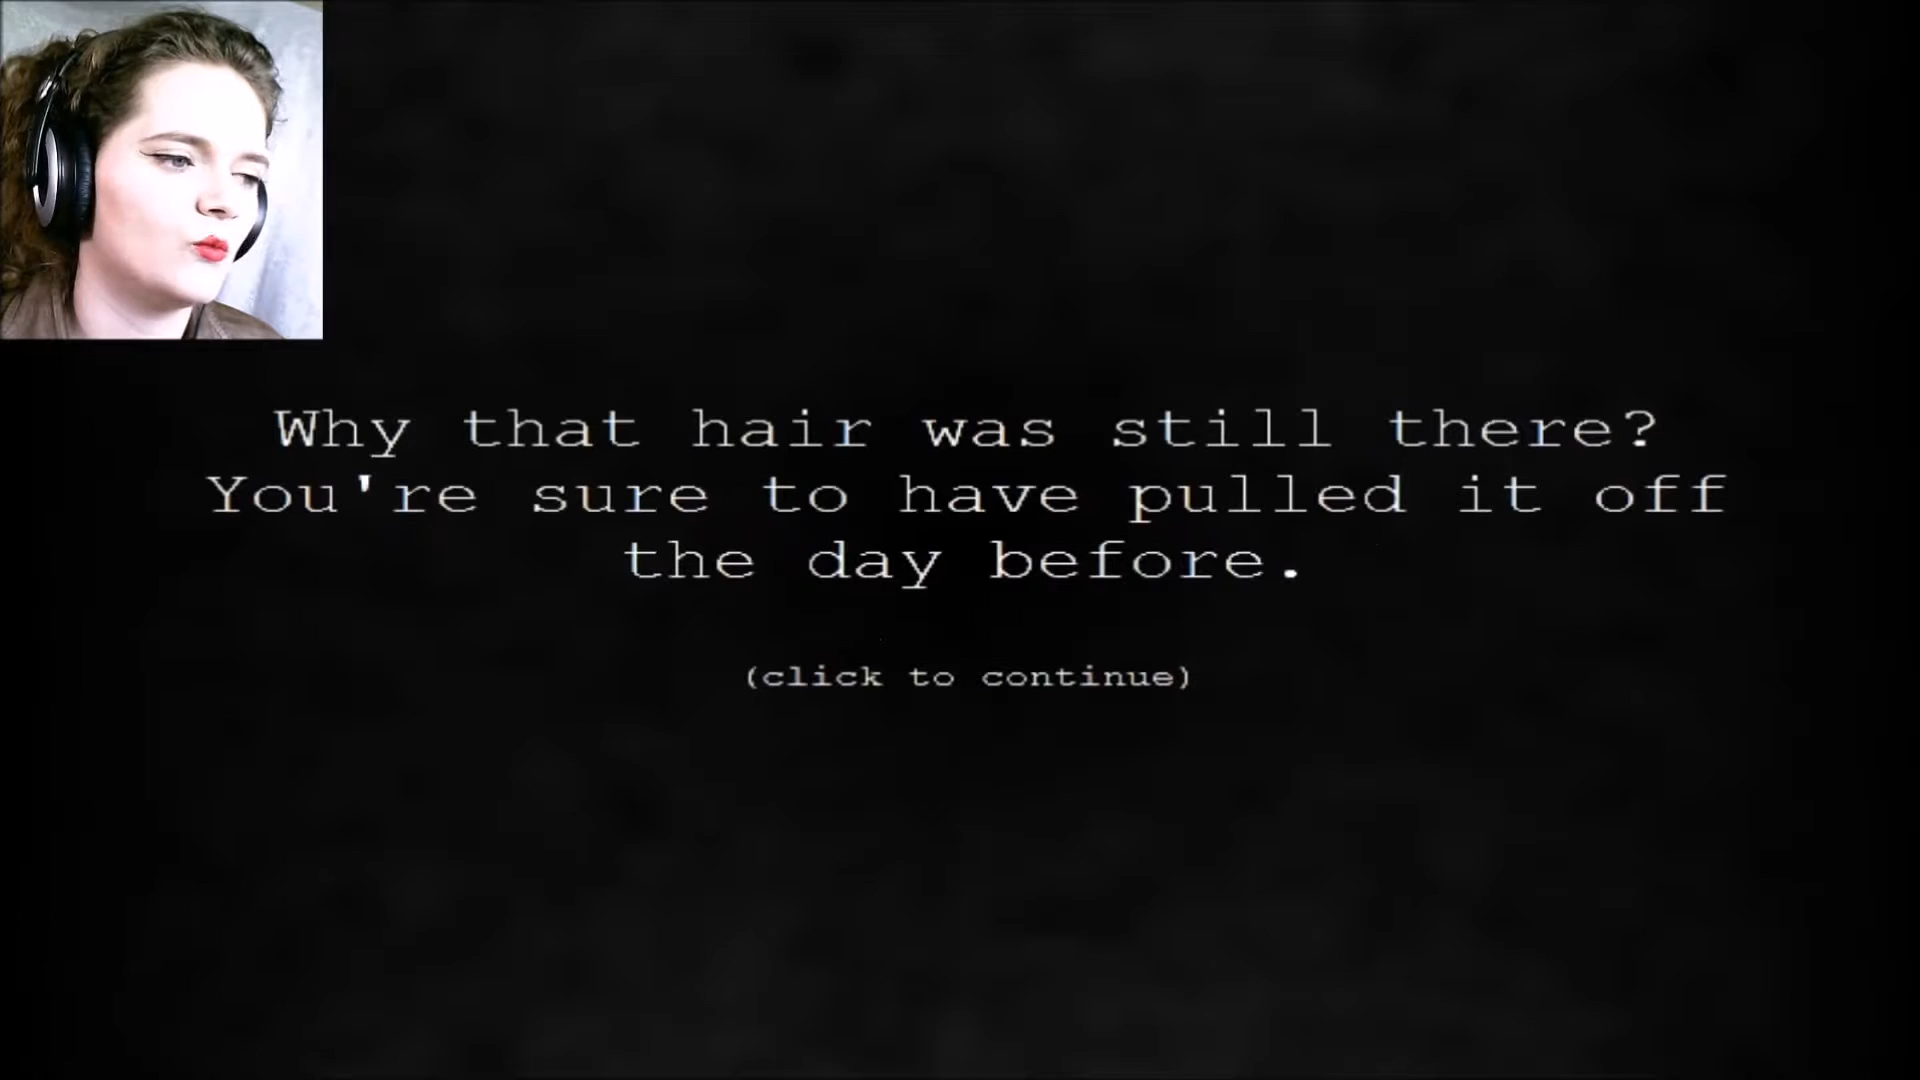 Why that hair was still there?
You're sure to have pulled it off
the day before.
(click to continue)